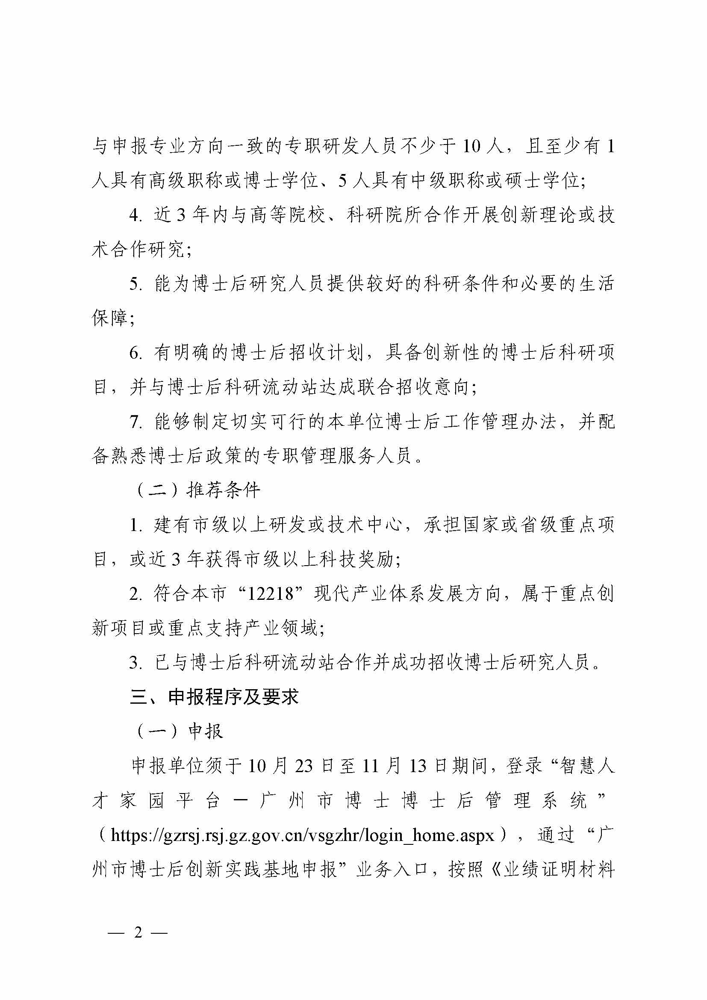 与申报专业方向一致的专职研发人员不少于 10 人，且至少有 1
人具有高级职称或博士学位、5 人具有中级职称或硕士学位；
4. 近 3 年内与高等院校、科研院所合作开展创新理论或技
术合作研究；
5. 能为博士后研究人员提供较好的科研条件和必要的生活
保障；
6. 有明确的博士后招收计划，具备创新性的博士后科研项
目，并与博士后科研流动站达成联合招收意向；
7. 能够制定切实可行的本单位博士后工作管理办法，并配
备熟悉博士后政策的专职管理服务人员。
（二）推荐条件
1. 建有市级以上研发或技术中心，承担国家或省级重点项
目，或近 3 年获得市级以上科技奖励；
2. 符合本市“12218”现代产业体系发展方向，属于重点创
新项目或重点支持产业领域；
3. 已与博士后科研流动站合作并成功招收博士后研究人员。
三、申报程序及要求
（一）申报
申报单位须于 10 月 23 日至 11 月 13 日期间，登录“智慧人
才家园平台－广州市博士博士后管理系统”
（https://gzrsj.rsj.gz.gov.cn/vsgzhr/login_home.aspx），通过“广
州市博士后创新实践基地申报”业务入口，按照《业绩证明材料
— 2 —